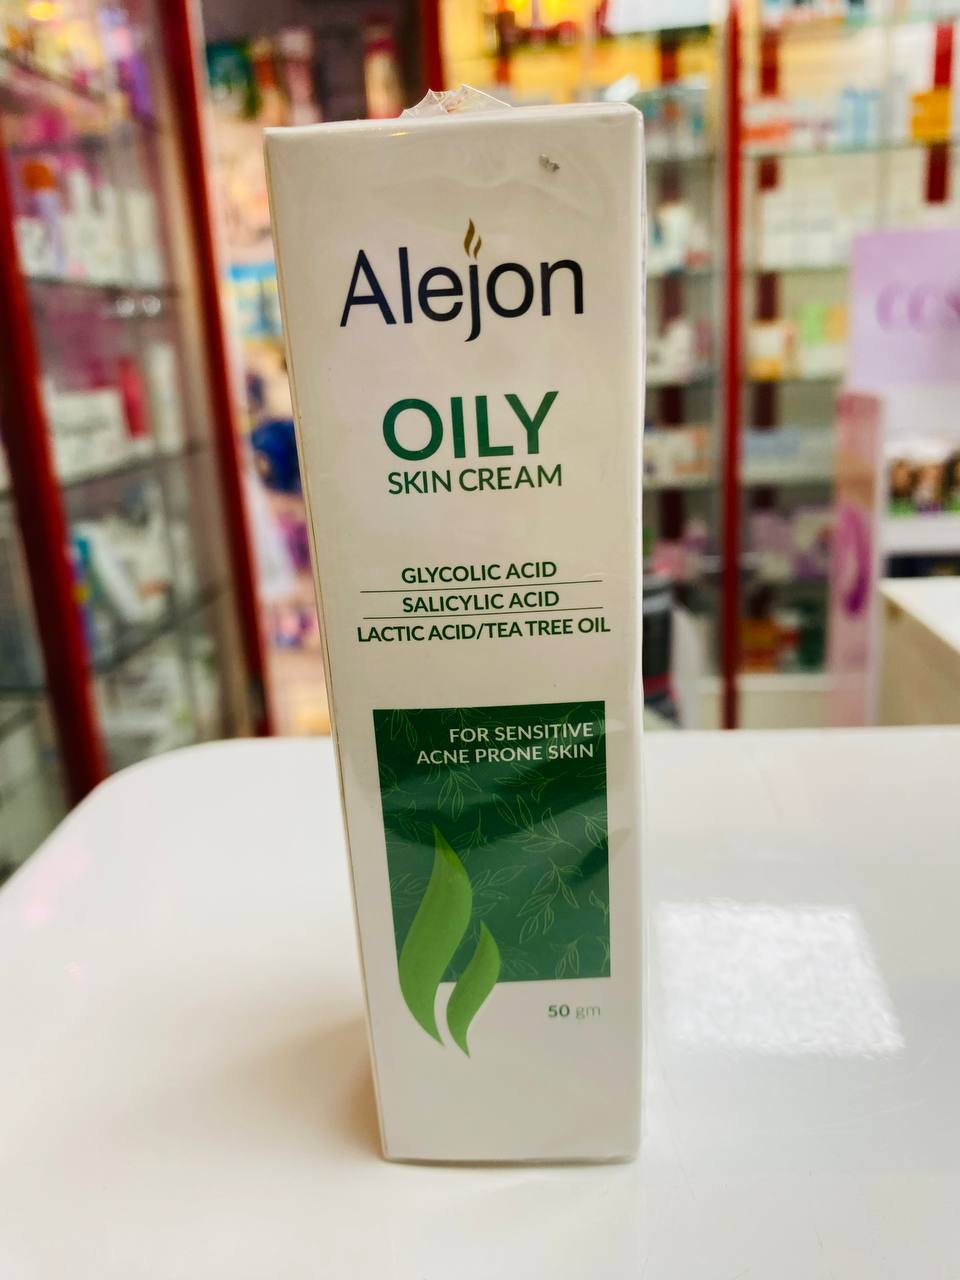 Alejon
OILY
SKIN CREAM
GLYCOLIC ACID
SALICYLIC ACID
LACTIC ACID/TEA TREE OIL
FOR SENSITIVE
ACNE PRONE SKIN
50 gm